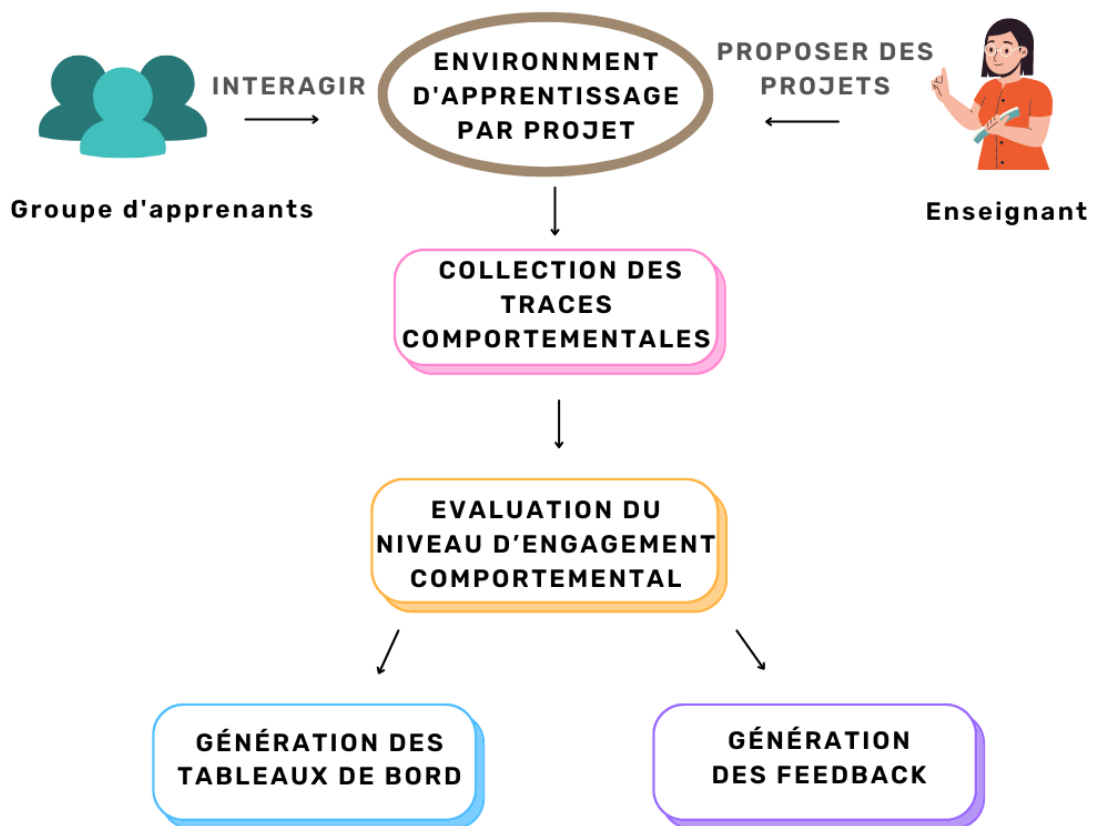 INTERAGIR
ENVIRONNMENT
D'APPRENTISSAGE
PAR PROJET
PROPOSER DES
PROJETS
Groupe d'apprenants
Enseignant
COLLECTION DES
TRACES
COMPORTEMENTALES
EVALUATION DU
NIVEAU D’ENGAGEMENT
COMPORTEMENTAL
GÉNÉRATION DES
TABLEAUX DE BORD
GÉNÉRATION
DES FEEDBACK